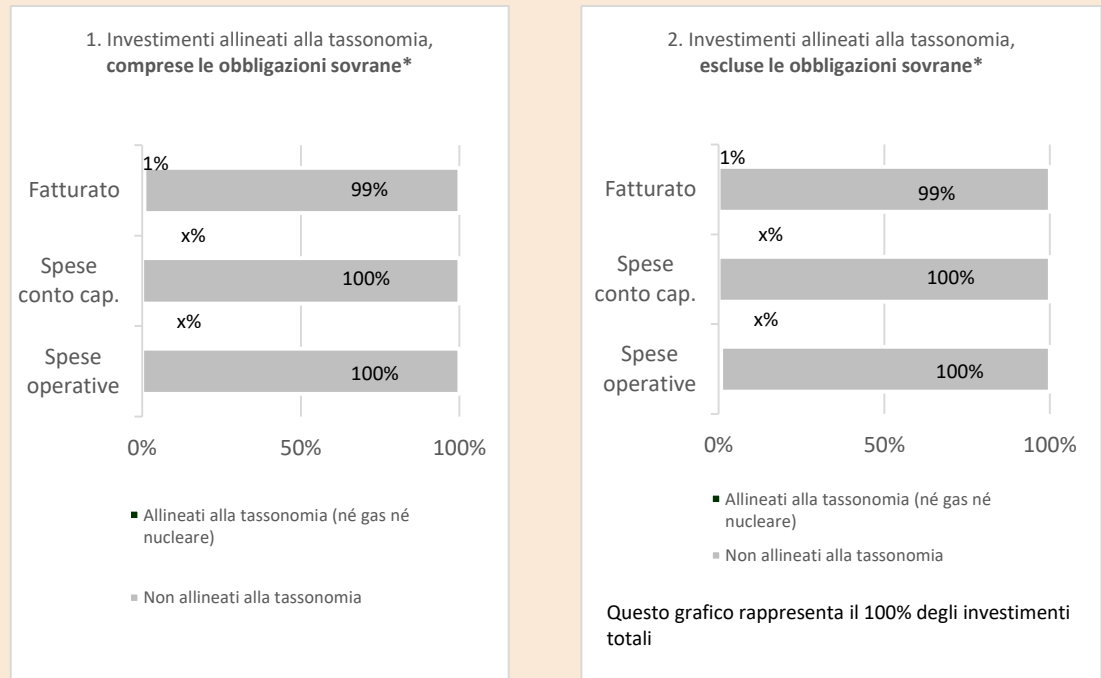 1. Investimenti allineati alla tassonomia,
comprese le obbligazioni sovrane*
1%
Fatturato
99%
x%
Spese
conto cap.
100%
x%
Spese
operative
100%
0%
50%
100%
Allineati alla tassonomia (né gas né
nucleare)
Non allineati alla tassonomia
2. Investimenti allineati alla tassonomia,
escluse le obbligazioni sovrane*
1%
Fatturato
99%
x%
Spese
conto cap.
100%
x%
Spese
operative
100%
0%
50%
100%
Allineati alla tassonomia (né gas né
nucleare)
Non allineati alla tassonomia
Questo grafico rappresenta il 100% degli investimenti
totali